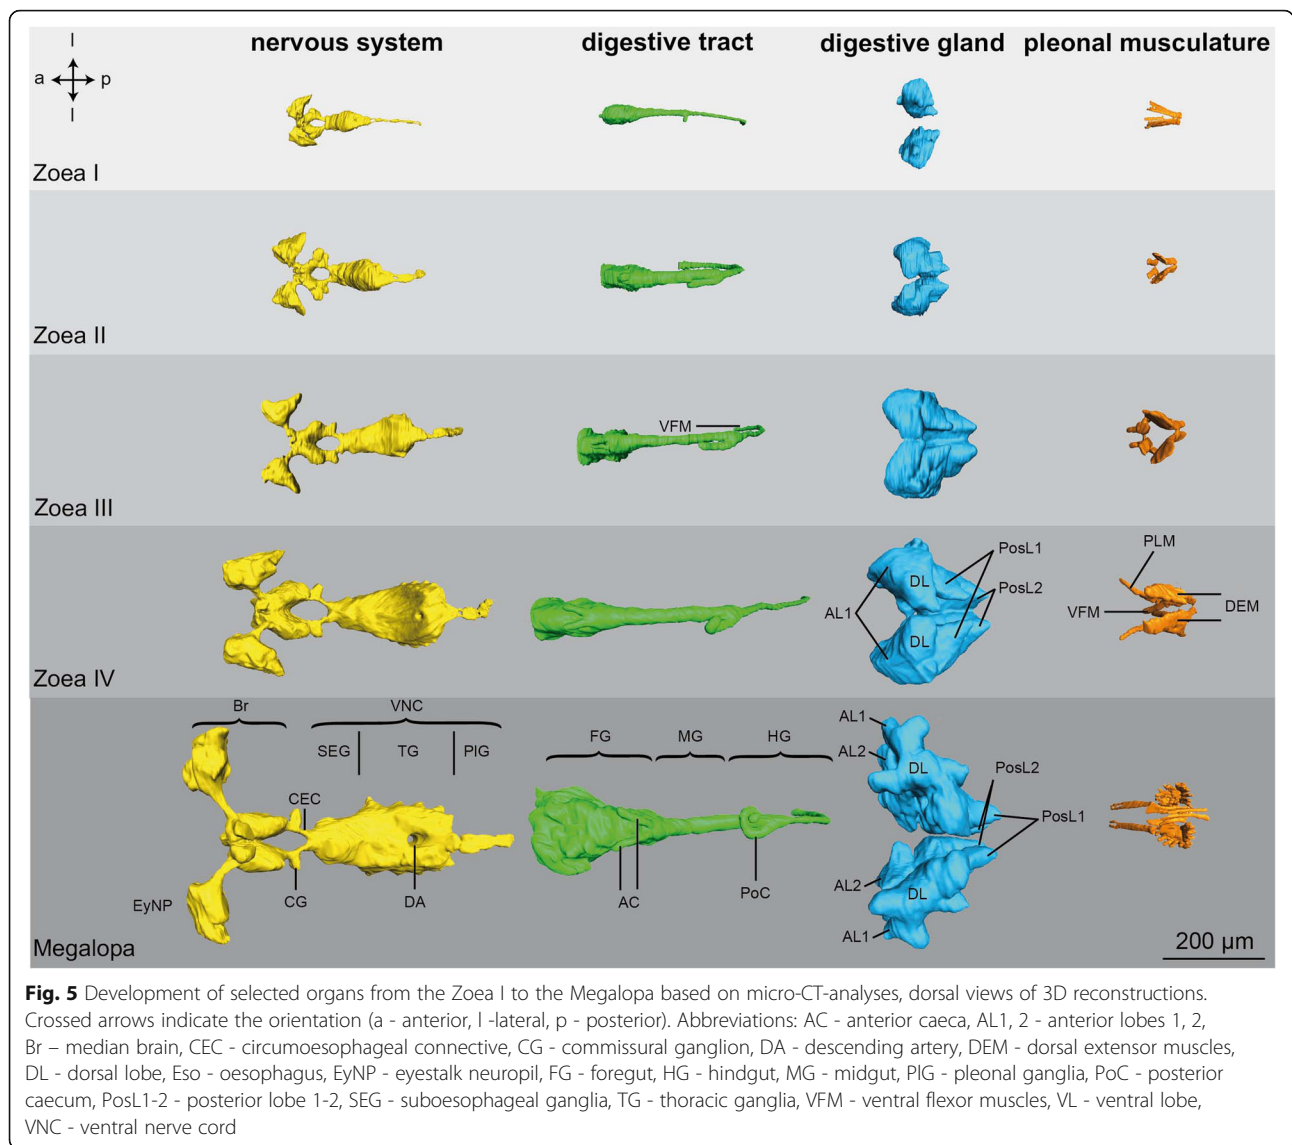 l
a p
l
nervous system digestive tract digestive gland pleonal musculature
Zoea I
Zoea II
VFM
Zoea III
PosL1
PLM
DL
PosL2
AL1
VFM
DEM
DL
Zoea IV
Br VNC
AL1
SEG TG PlG
FG MG HG
AL2
DL
PosL2
CEC
PosL1
AL2
PoC
DL
EyNP
CG DA AC
AL1
Megalopa
200 µm
Fig. 5 Development of selected organs from the Zoea I to the Megalopa based on micro-CT-analyses, dorsal views of 3D reconstructions.
Crossed arrows indicate the orientation (a - anterior, l -lateral, p - posterior). Abbreviations: AC - anterior caeca, AL1, 2 - anterior lobes 1, 2,
Br – median brain, CEC - circumoesophageal connective, CG - commissural ganglion, DA - descending artery, DEM - dorsal extensor muscles,
DL - dorsal lobe, Eso - oesophagus, EyNP - eyestalk neuropil, FG - foregut, HG - hindgut, MG - midgut, PlG - pleonal ganglia, PoC - posterior
caecum, PosL1-2 - posterior lobe 1-2, SEG - suboesophageal ganglia, TG - thoracic ganglia, VFM - ventral flexor muscles, VL - ventral lobe,
VNC - ventral nerve cord